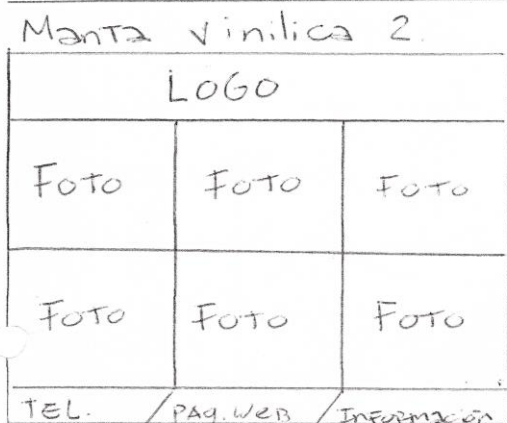 Manta vinilica 2.
LOGO
FOTO FOTO FOTO
FOTO FOTO FOTO
TEL. / PAG. WEB / INFORMACIÓN